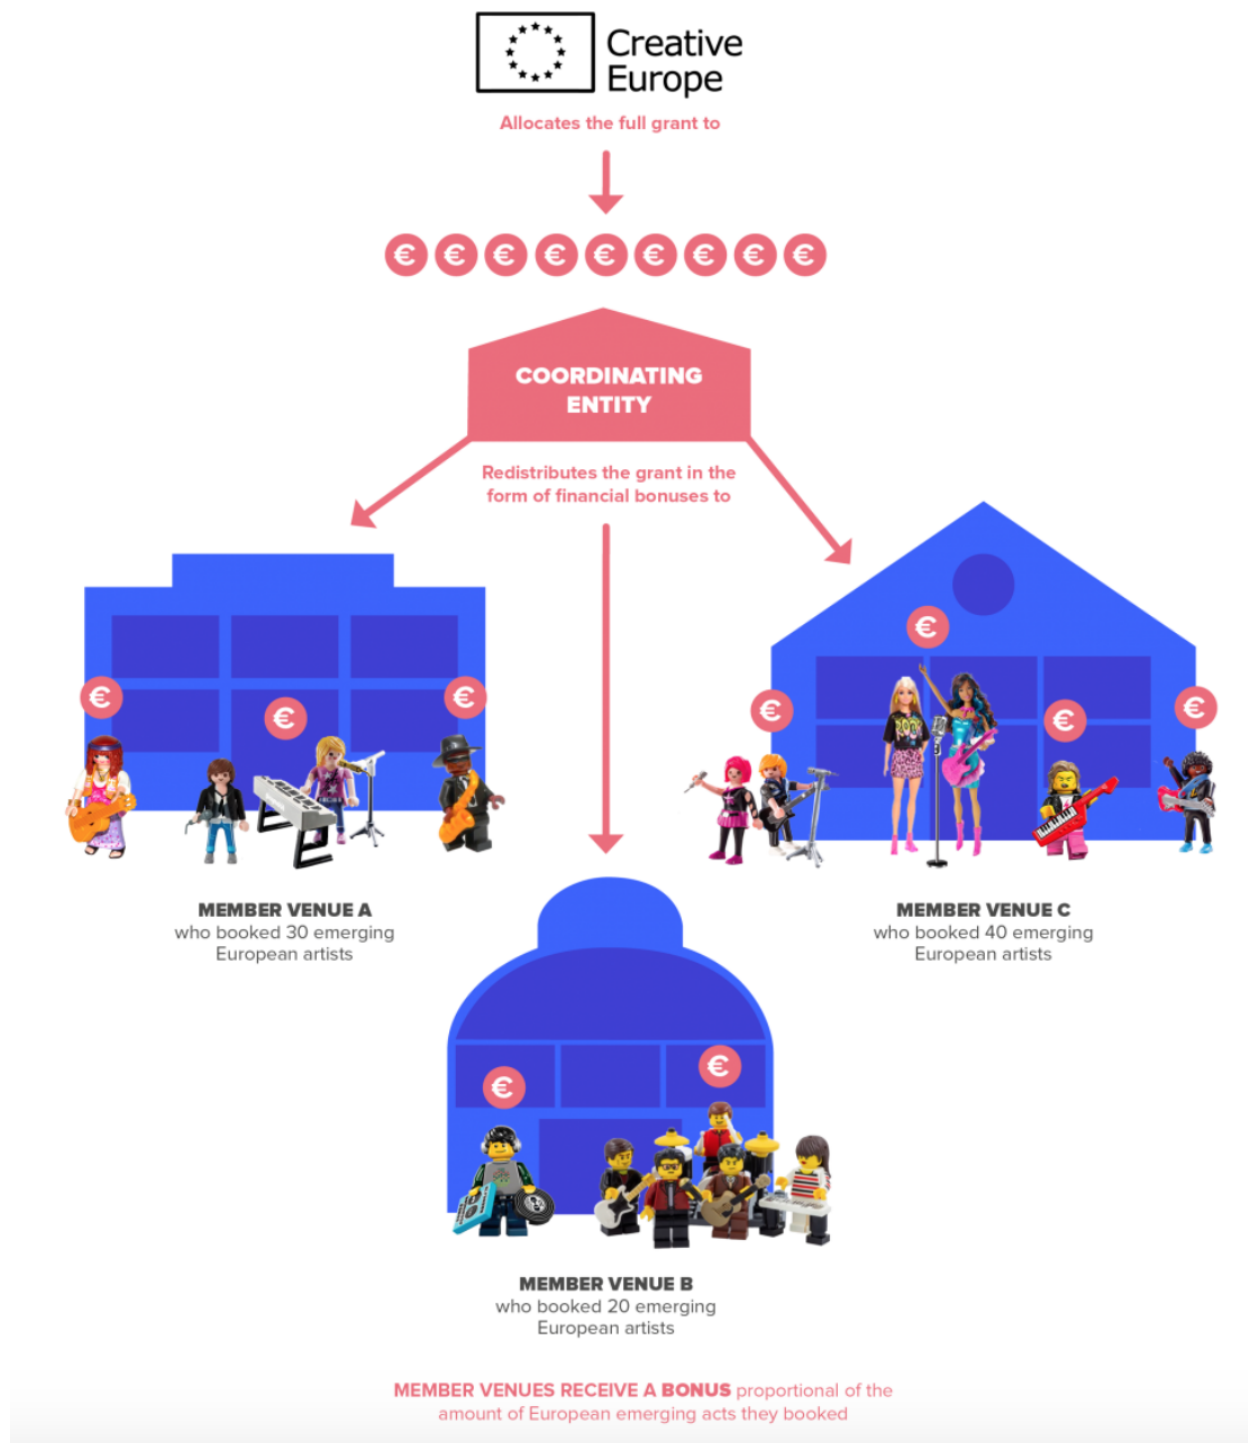 Creative
Europe
Allocates the full grant to
€ € € € € € € € €
COORDINATING
ENTITY
Redistributes the grant in the
form of financial bonuses to
€
€
€
€
€
€
€
MEMBER VENUE A
who booked 30 emerging
European artists
MEMBER VENUE C
who booked 40 emerging
European artists
€
€
MEMBER VENUE B
who booked 20 emerging
European artists
MEMBER VENUES RECEIVE A BONUS proportional of the
amount of European emerging acts they booked